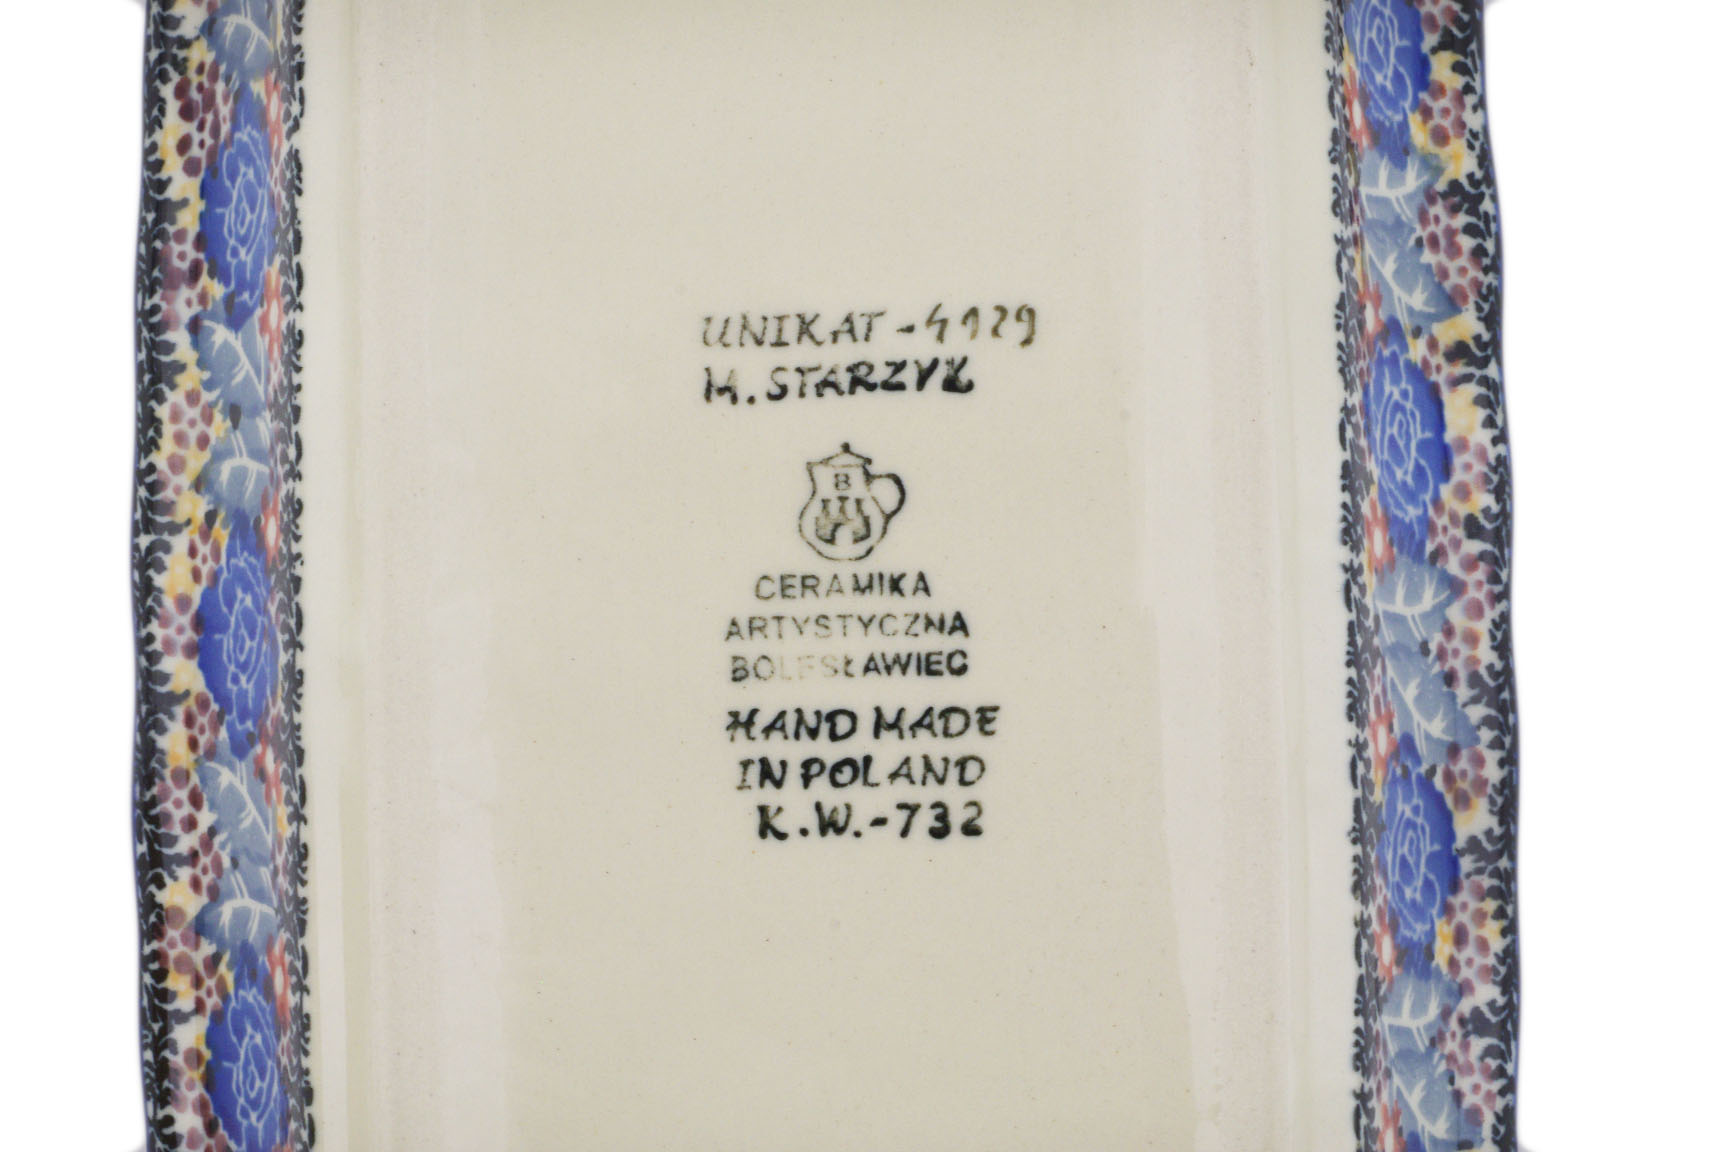 UNIKAT - 4129
M. STARZYK
B
CERAMIKA
ARTYSTYCZNA
BOLESŁAWIEC
HAND MADE
IN POLAND
K.W.-732